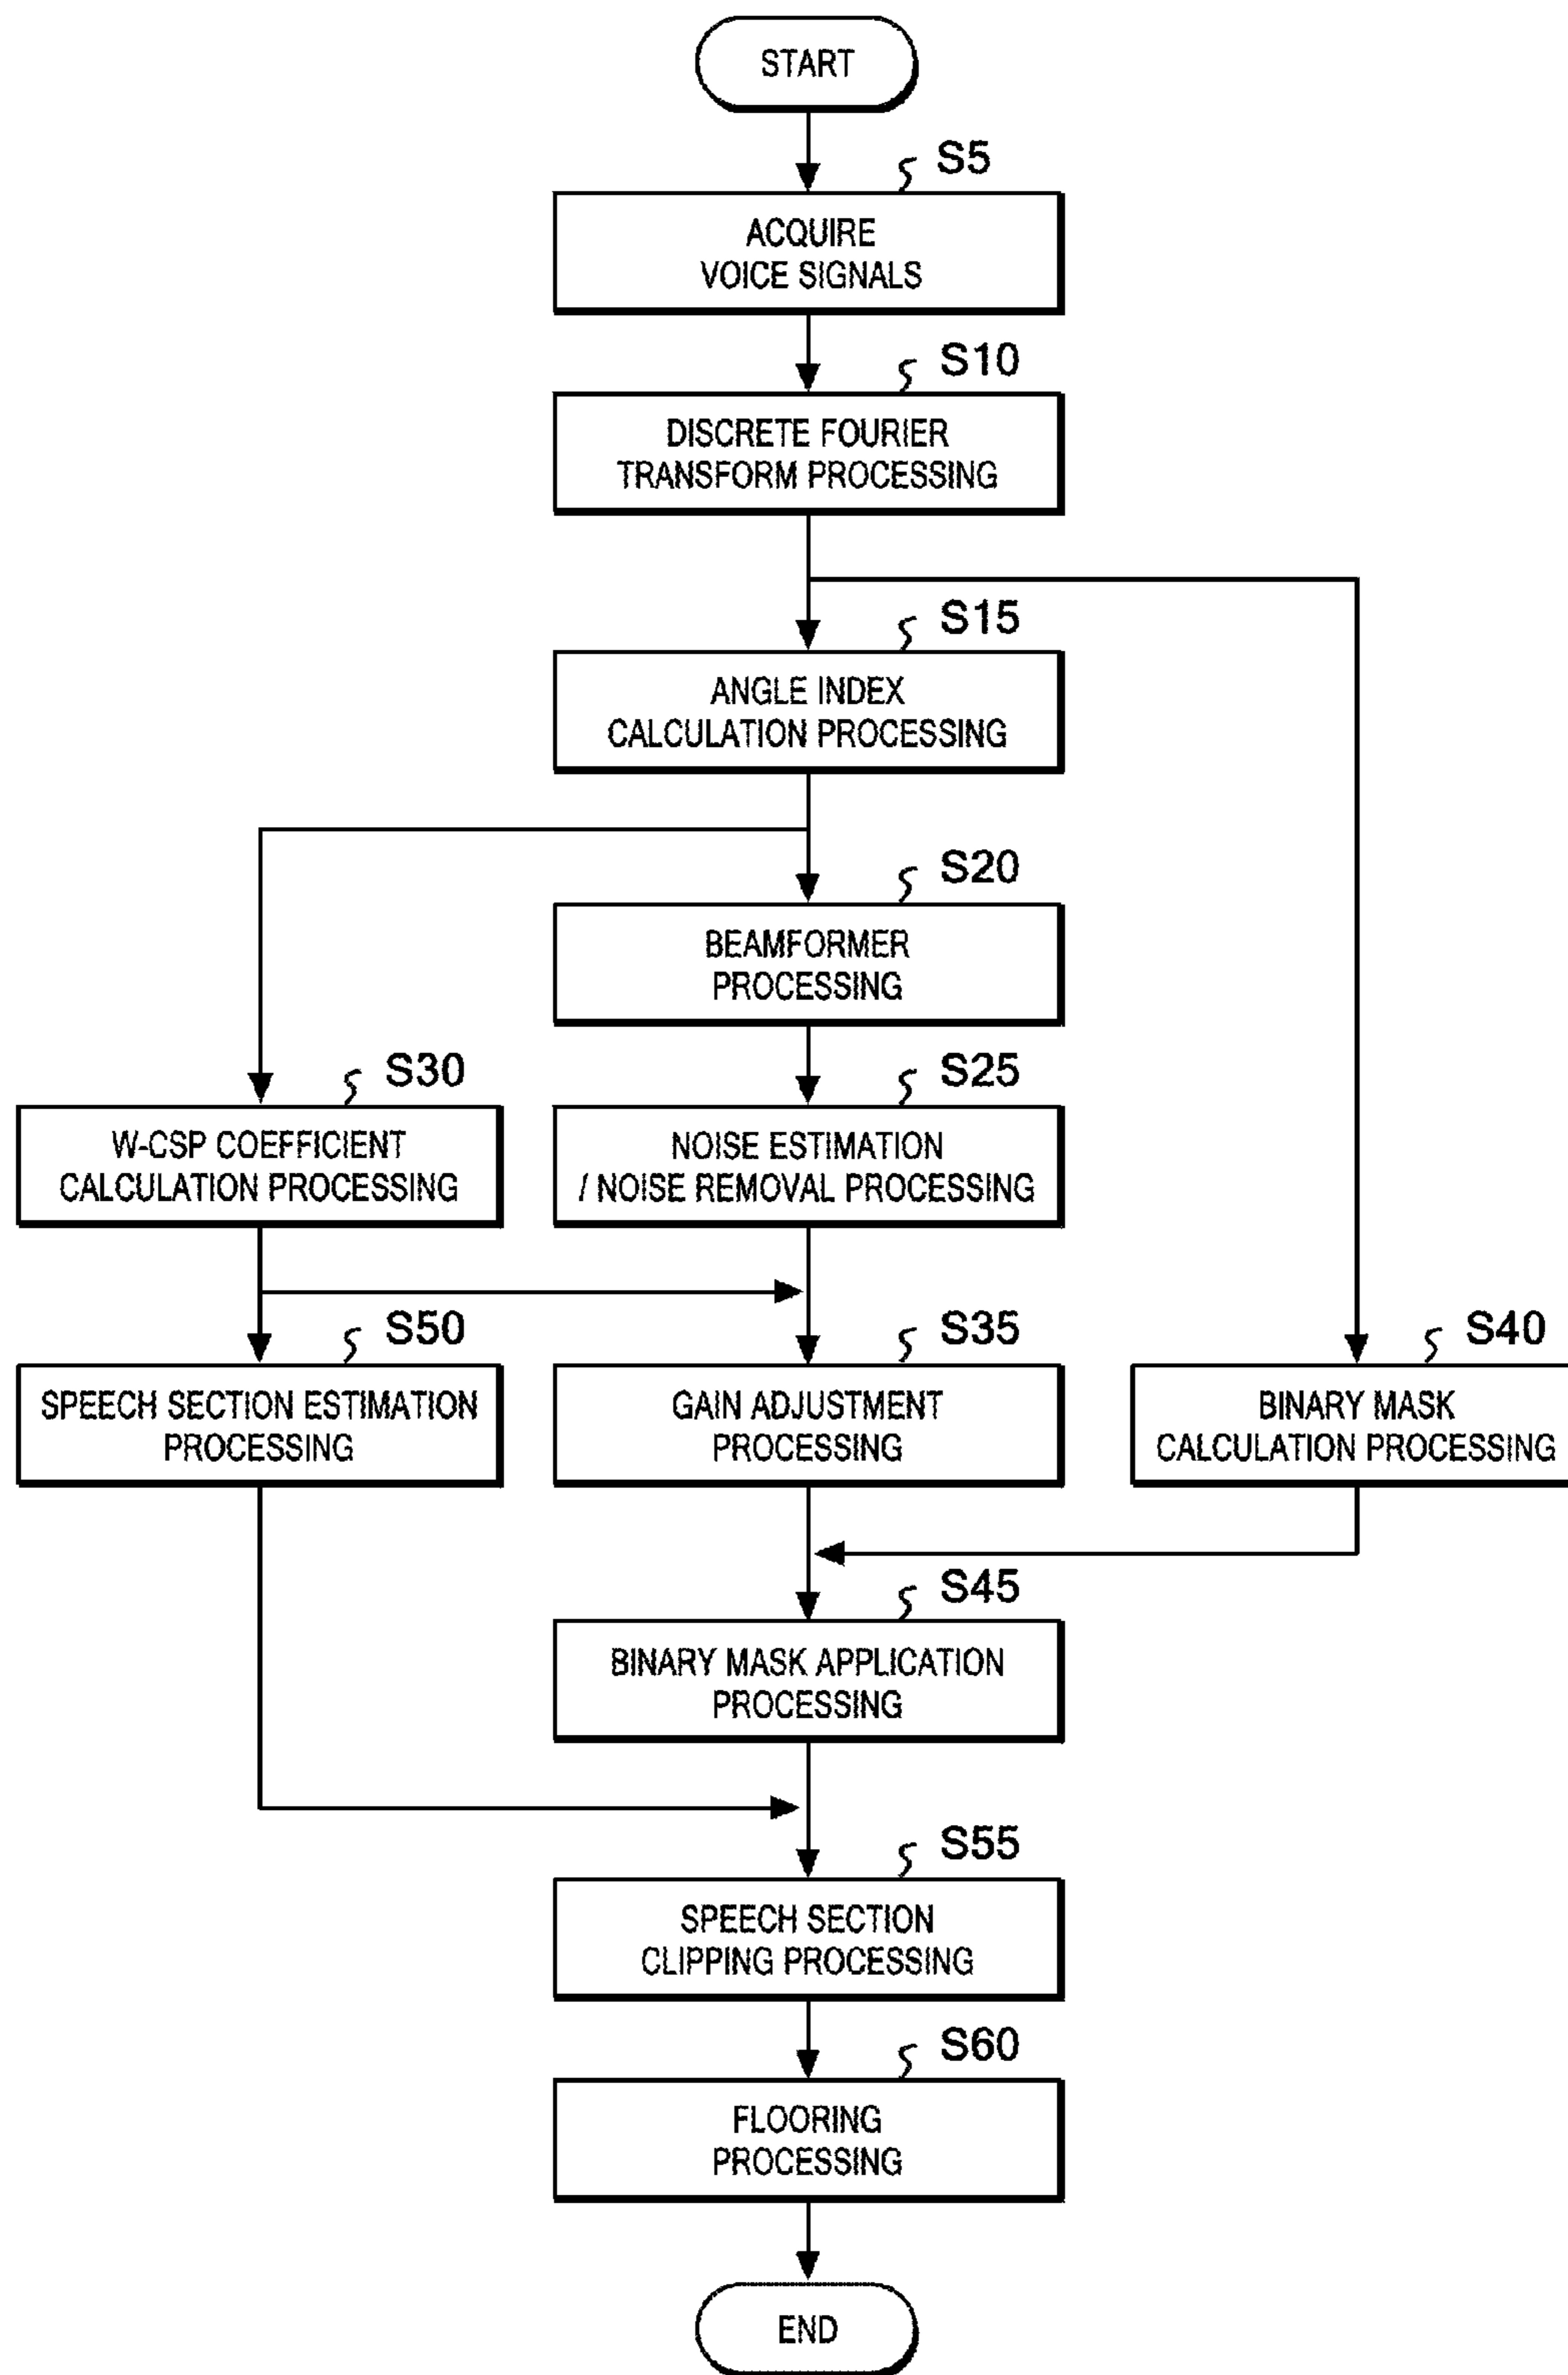 START
S5
ACQUIRE
VOICE SIGNALS
S10
DISCRETE FOURIER
TRANSFORM PROCESSING
S15
ANGLE INDEX
CALCULATION PROCESSING
S20
BEAMFORMER
PROCESSING
S30
W-CSP COEFFICIENT
CALCULATION PROCESSING
S25
NOISE ESTIMATION
/ NOISE REMOVAL PROCESSING
S50
SPEECH SECTION ESTIMATION
PROCESSING
S35
GAIN ADJUSTMENT
PROCESSING
S40
BINARY MASK
CALCULATION PROCESSING
S45
BINARY MASK APPLICATION
PROCESSING
S55
SPEECH SECTION
CLIPPING PROCESSING
S60
FLOORING
PROCESSING
END